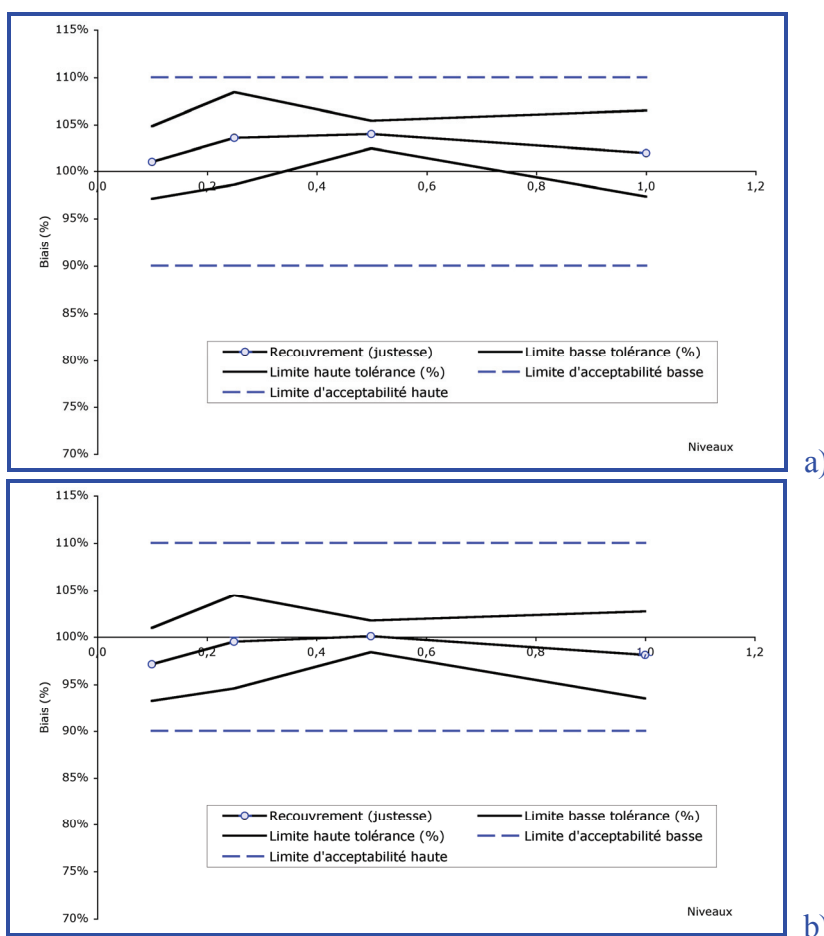 115%
110%
105%
100%
0,0 0,2 0,4 0,6 0,8 1,0 1,2
95%
Biais (%)
90%
85%
80%
75%
70%
Recouvrement (justesse) Limite basse tolérance (%)
Limite haute tolérance (%) Limite d'acceptabilité basse
Limite d'acceptabilité haute
Niveaux
a)
115%
110%
105%
100%
0,0 0,2 0,4 0,6 0,8 1,0 1,2
95%
Biais (%)
90%
85%
80%
75%
70%
Recouvrement (justesse) Limite basse tolérance (%)
Limite haute tolérance (%) Limite d'acceptabilité basse
Limite d'acceptabilité haute
Niveaux
b)